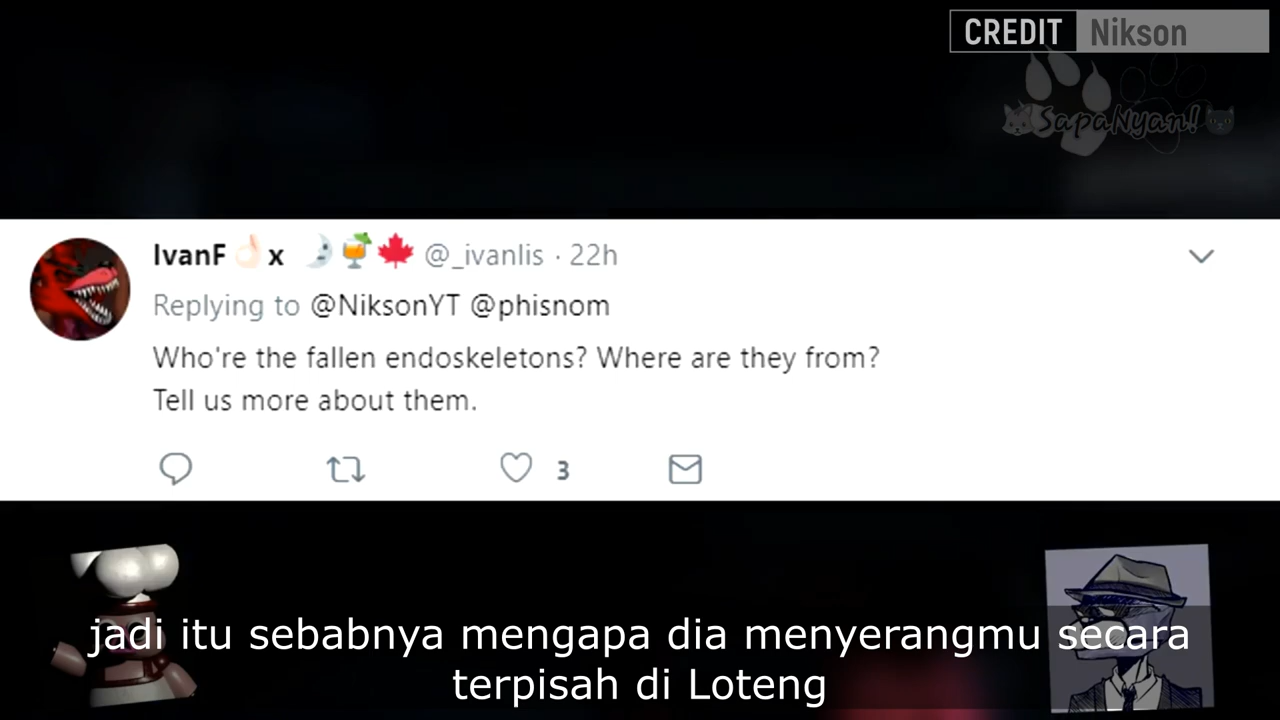 CREDIT Nikson
SapaNyan!
IvanF 👌🏻x 🌛🍹🍁 @_ivanlis · 22h
Replying to @NiksonYT @phisnom
Who're the fallen endoskeletons? Where are they from?
Tell us more about them.
3
jadi itu sebabnya mengapa dia menyerangmu secara
terpisah di Loteng